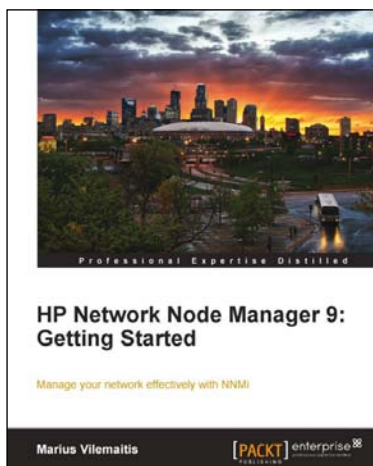 Professional Expertise Distilled
HP Network Node Manager 9:
Getting Started
Manage your network effectively with NNMi
Marius Vilemaitis
[PACKT] enterprise
PUBLISHING